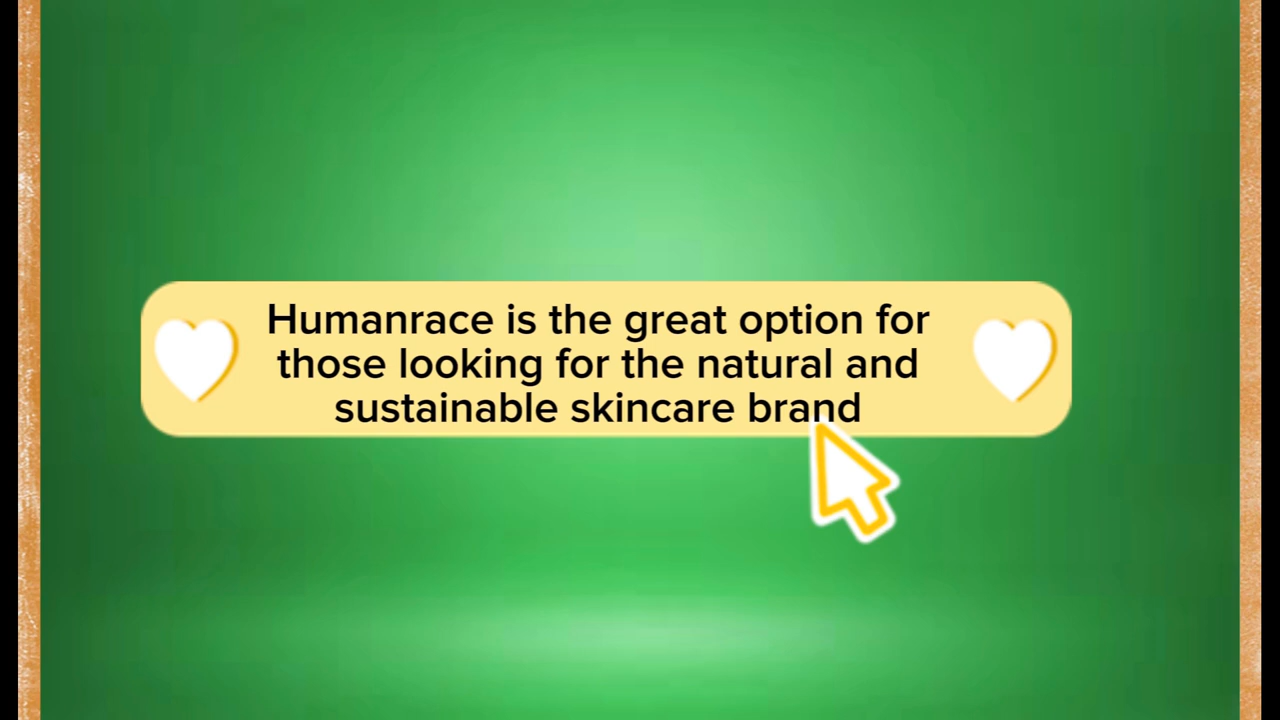 Humanrace is the great option for
those looking for the natural and
sustainable skincare brand